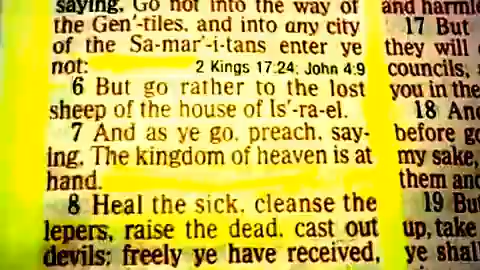 saying, Go not into the way of
the Gen'-tiles, and into any city
of the Sa-mar'-i-tans enter ye
not: 2 Kings 17:24; John 4:9
6 But go rather to the lost
sheep of the house of Is'-ra-el.
7 And as ye go, preach, say-
ing, The kingdom of heaven is at
hand.
8 Heal the sick, cleanse the
lepers, raise the dead, cast out
devils: freely ye have received,
and harmle
17 But
they will
councils,
you in the
18 And
before go
my sake,
them and
19 But
up, take
ye shal